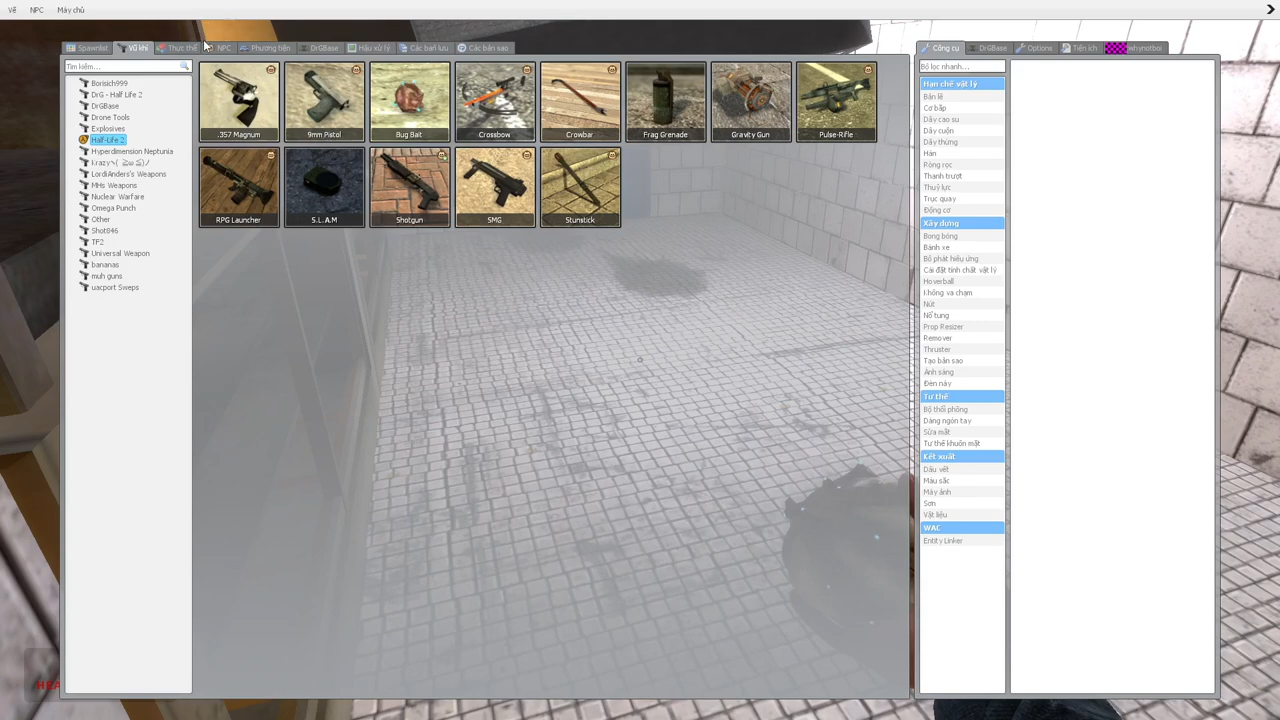 Vẽ NPC Máy chủ
Spawnlist Vũ khí Thực thể NPC Phương tiện DrGBase Hậu xử lý Các bản lưu Các bản sao
Công cụ DrGBase Options Tiện ích whynotboi
Tìm kiếm...
Borisich999
DrG - Half Life 2
DrGBase
Drone Tools
Explosives
Half-Life 2
Hyperdimension Neptunia
Krazy ヽ( ≧ω≦)ノ
LordiAnders's Weapons
MHs Weapons
Nuclear Warfare
Omega Punch
Other
Shot846
TF2
Universal Weapon
bananas
muh guns
uacport Sweps
.357 Magnum 9mm Pistol Bug Bait Crossbow Crowbar Frag Grenade Gravity Gun Pulse-Rifle
RPG Launcher S.L.A.M Shotgun SMG Stunstick
Bộ lọc nhanh...
Hạn chế vật lý
Bản lề
Cơ bắp
Dây cao su
Dây cuộn
Dây thừng
Hàn
Ròng rọc
Thanh trượt
Thuỷ lực
Trục quay
Động cơ
Xây dựng
Bong bóng
Bánh xe
Bộ phát hiệu ứng
Cài đặt tính chất vật lý
Hoverball
Không va chạm
Nút
Nổ tung
Prop Resizer
Remover
Thruster
Tạo bản sao
Ánh sáng
Đèn này
Tư thế
Bộ thổi phồng
Dáng ngón tay
Sửa mắt
Tư thế khuôn mặt
Kết xuất
Dấu vết
Màu sắc
Máy ảnh
Sơn
Vật liệu
WAC
Entity Linker